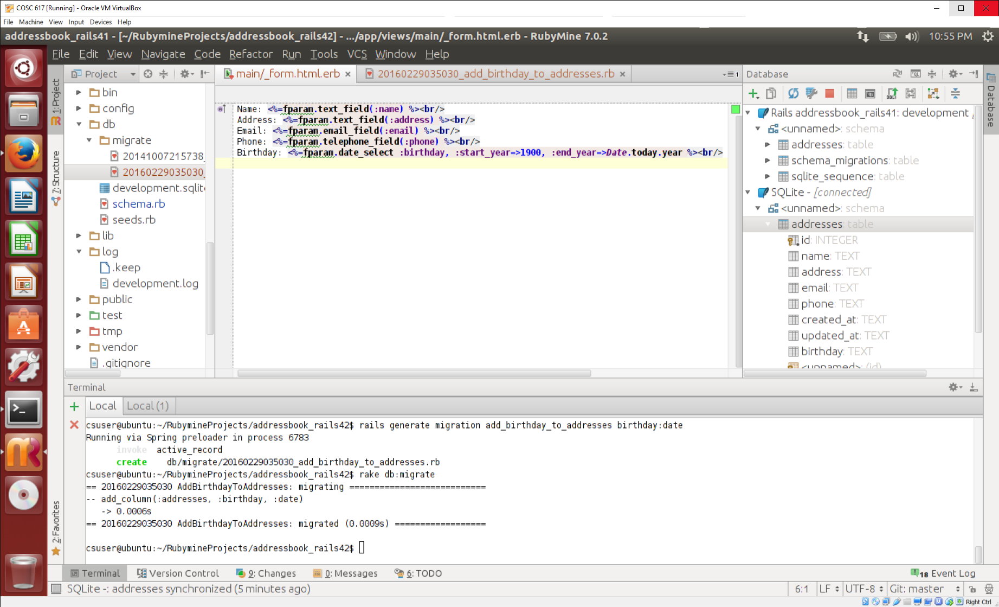 COSC 617 [Running] - Oracle VM VirtualBox
File Machine View Input Devices Help
addressbook_rails41 - [~/RubymineProjects/addressbook_rails42] - .../app/views/main/_form.html.erb - RubyMine 7.0.2
10:55 PM
File Edit View Navigate Code Refactor Run Tools VCS Window Help
1: Project
7: Structure
2: Favorites
Project
bin
config
db
migrate
20141007215738_
20160229035030_
development.sqlit
schema.rb
seeds.rb
lib
log
.keep
development.log
public
test
tmp
vendor
.gitignore
main/_form.html.erb
20160229035030_add_birthday_to_addresses.rb
1
Name: <%=fparam.text_field(:name) %><br/>
Address: <%=fparam.text_field(:address) %><br/>
Email: <%=fparam.email_field(:email) %><br/>
Phone: <%=fparam.telephone_field(:phone) %><br/>
Birthday: <%=fparam.date_select :birthday, :start_year=>1900, :end_year=>Date.today.year %><br/>
Database
Database
Rails addressbook_rails41: development
<unnamed>: schema
addresses: table
schema_migrations: table
sqlite_sequence: table
SQLite - [connected]
<unnamed>: schema
addresses: table
id: INTEGER
name: TEXT
address: TEXT
email: TEXT
phone: TEXT
created_at: TEXT
updated_at: TEXT
birthday: TEXT
<unnamed>: (id)
Terminal
Local
Local (1)
csuser@ubuntu:~/RubymineProjects/addressbook_rails42$ rails generate migration add_birthday_to_addresses birthday:date
Running via Spring preloader in process 6783
invoke active_record
create db/migrate/20160229035030_add_birthday_to_addresses.rb
csuser@ubuntu:~/RubymineProjects/addressbook_rails42$ rake db:migrate
== 20160229035030 AddBirthdayToAddresses: migrating ===========================
-- add_column(:addresses, :birthday, :date)
-> 0.0006s
== 20160229035030 AddBirthdayToAddresses: migrated (0.0009s) ==================
csuser@ubuntu:~/RubymineProjects/addressbook_rails42$
Terminal
Version Control
9: Changes
0: Messages
6: TODO
18 Event Log
SQLite -: addresses synchronized (5 minutes ago)
6:1 LF UTF-8 Git: master
Right Ctrl